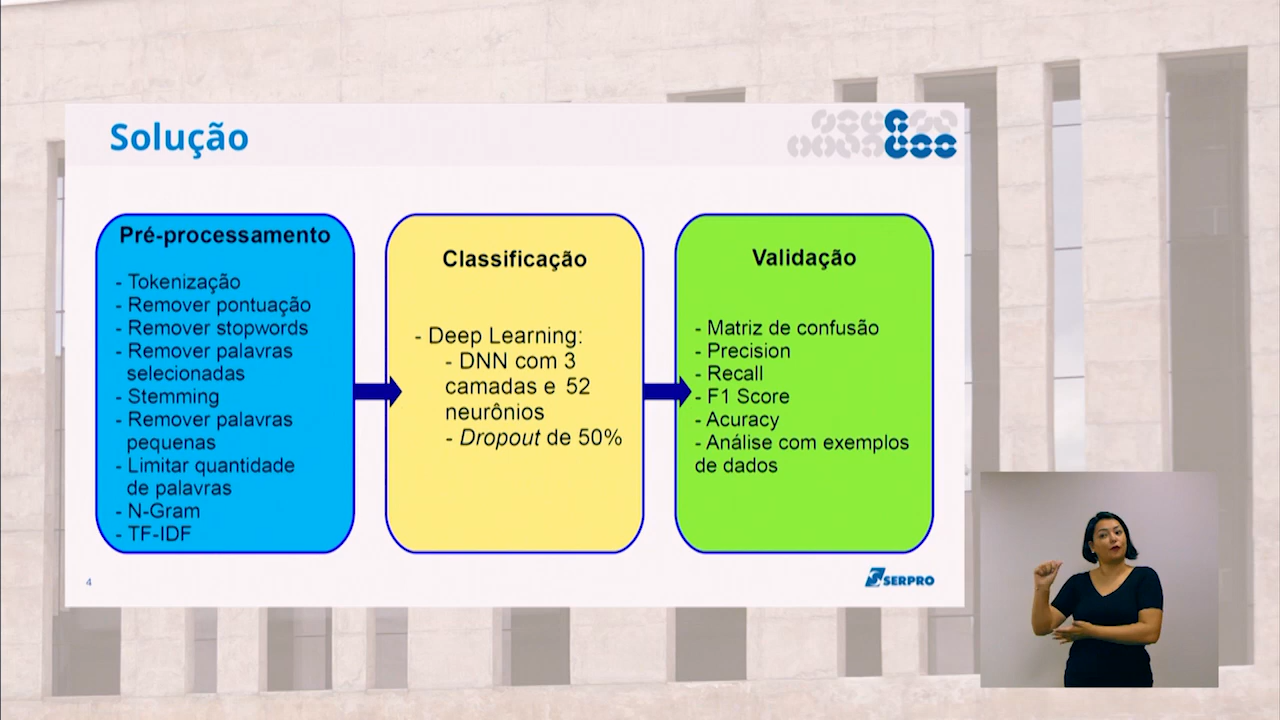 Solução
Pré-processamento
- Tokenização
- Remover pontuação
- Remover stopwords
- Remover palavras
selecionadas
- Stemming
- Remover palavras
pequenas
- Limitar quantidade
de palavras
- N-Gram
- TF-IDF
Classificação
- Deep Learning:
- DNN com 3
camadas e 52
neurônios
- Dropout de 50%
Validação
- Matriz de confusão
- Precision
- Recall
- F1 Score
- Acuracy
- Análise com exemplos
de dados
4
SERPRO